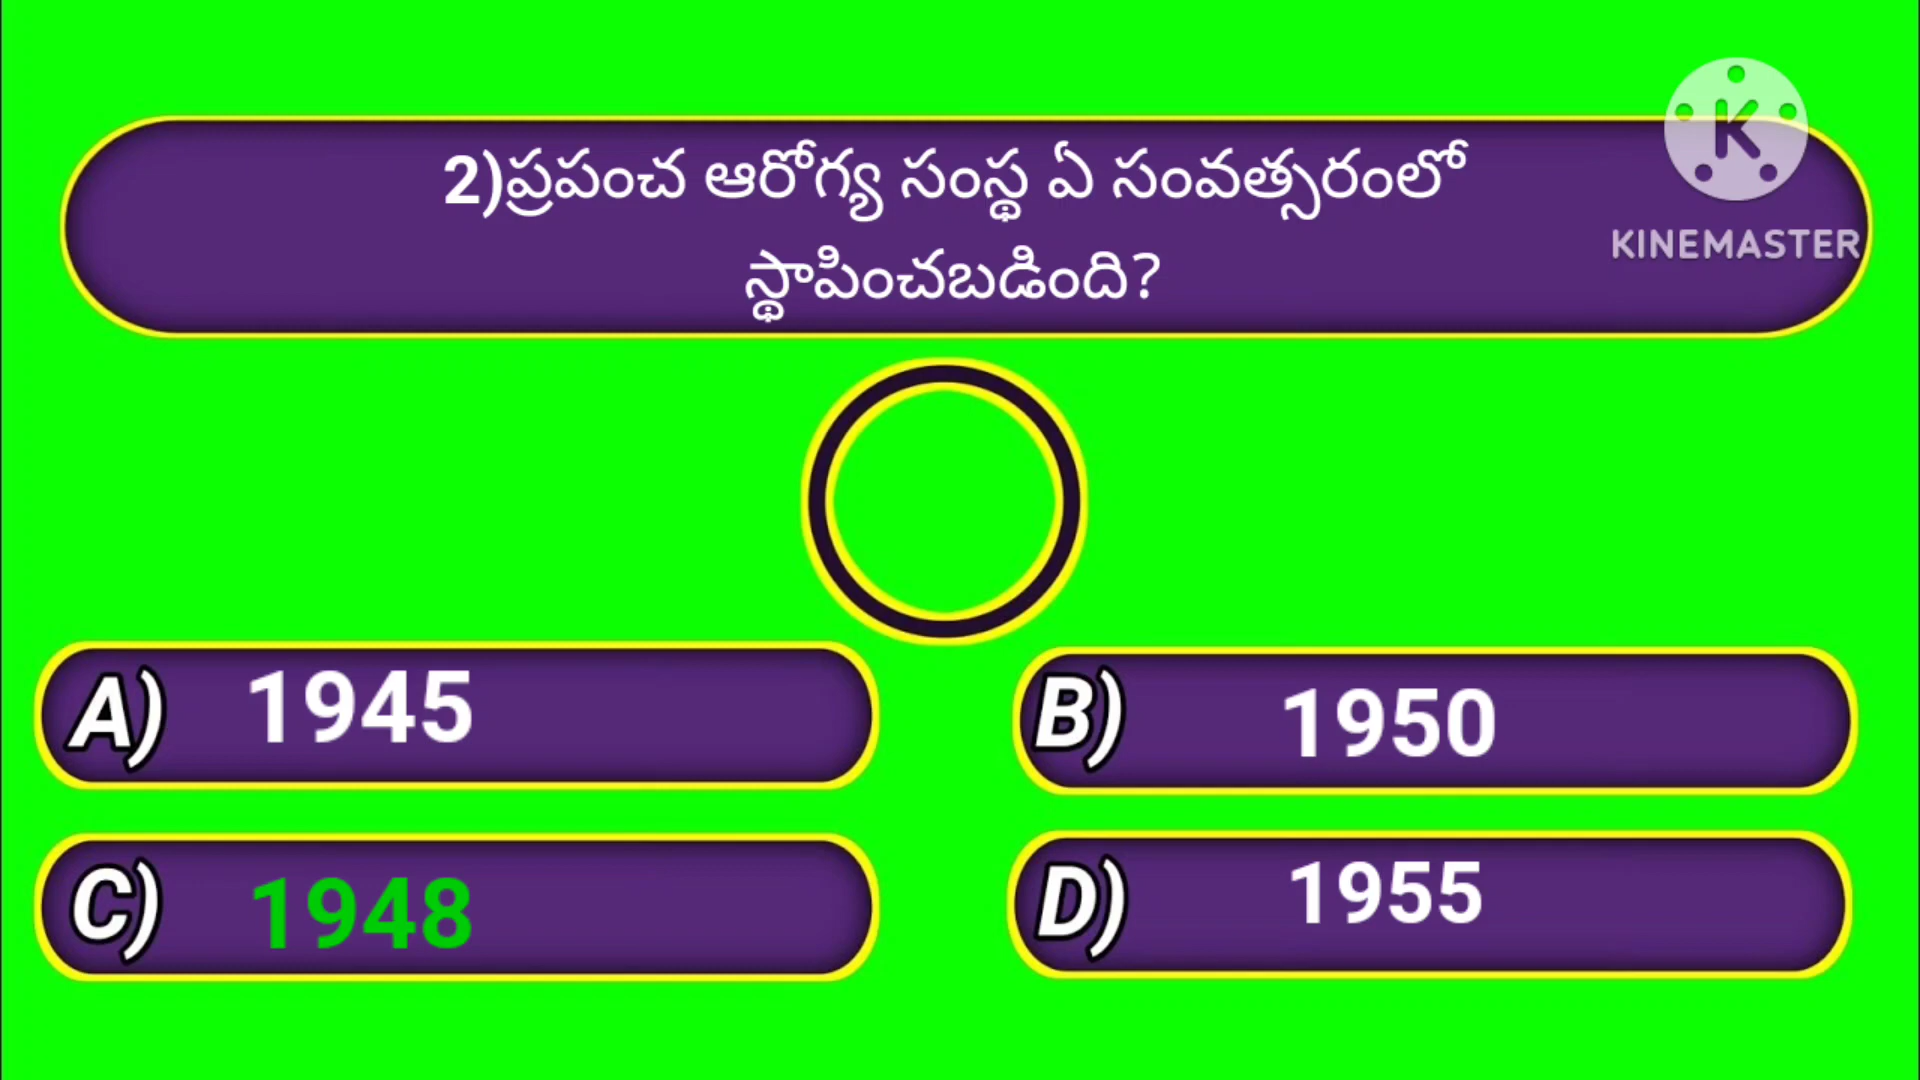 2)ప్రపంచ ఆరోగ్య సంస్థ ఏ సంవత్సరంలో
స్థాపించబడింది?
K
KINEMASTER
A) 1945
B) 1950
C) 1948
D) 1955